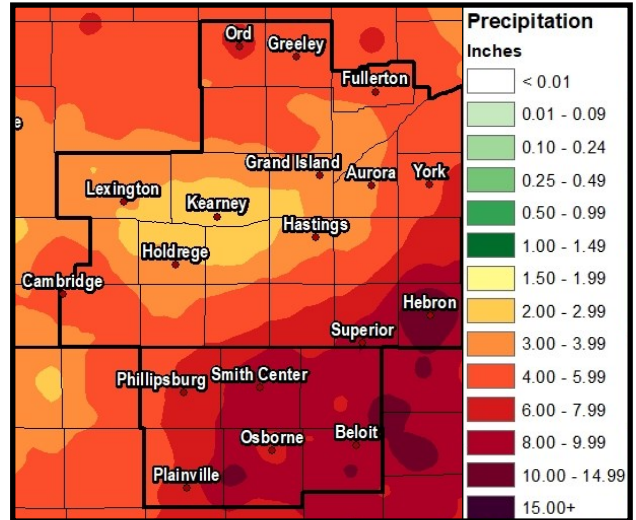 Ord
Greeley
Fullerton
e
Grand Island
Aurora
York
Lexington
Kearney
Hastings
Holdrege
Cambridge
Hebron
Superior
Phillipsburg
Smith Center
Osborne
Beloit
Plainville
Precipitation
Inches
< 0.01
0.01 - 0.09
0.10 - 0.24
0.25 - 0.49
0.50 - 0.99
1.00 - 1.49
1.50 - 1.99
2.00 - 2.99
3.00 - 3.99
4.00 - 5.99
6.00 - 7.99
8.00 - 9.99
10.00 - 14.99
15.00+